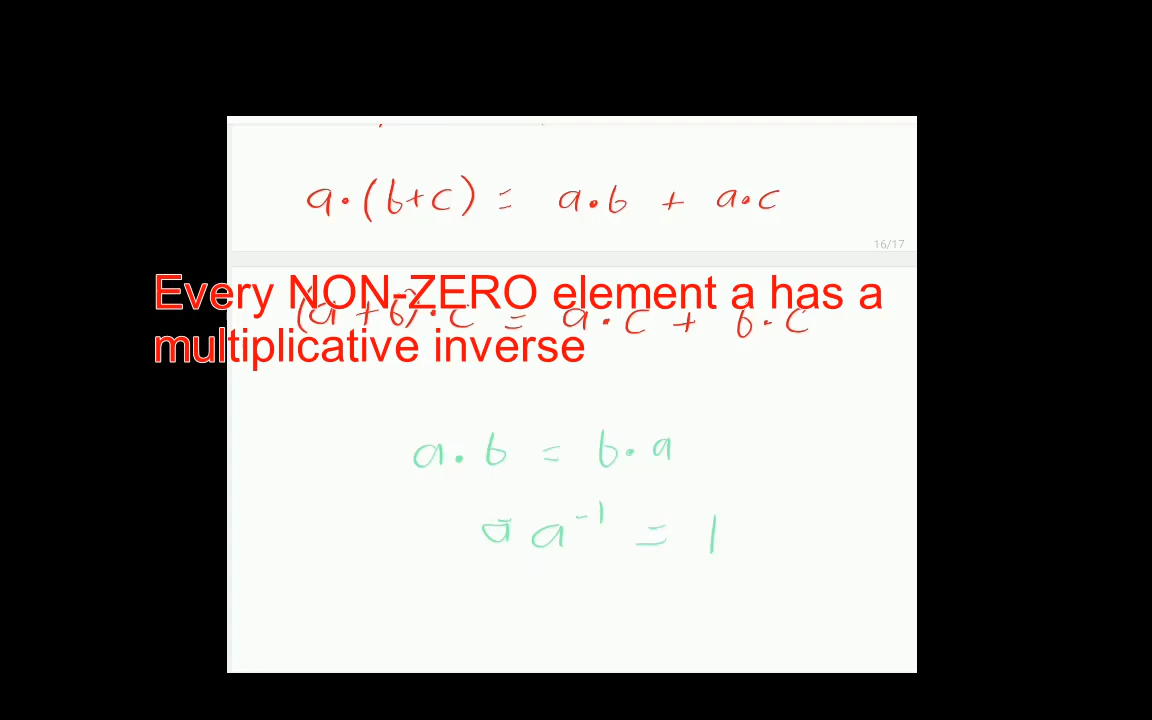 a·(b+c) = a·b + a·c
16/17
Every NON-ZERO element a has a
(a+b)·c = a·c + b·c
multiplicative inverse
a·b = b·a
a a⁻¹ = 1